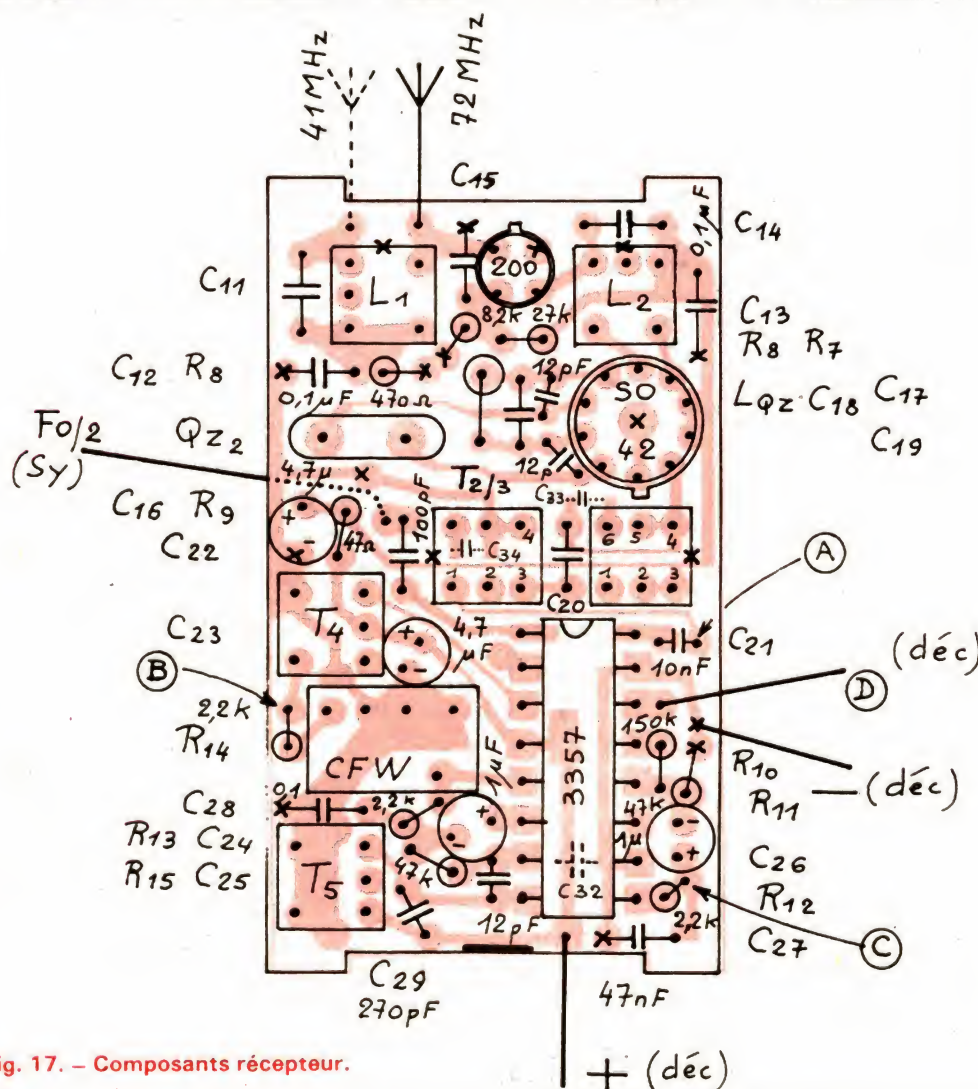 41MHz
72MHz
C15
0,1µF
C14
C11
L1
200
L2
8,2k 27k
C13
R8 R7
C12 R8
12pF
SO
42
LQz C18 C17
C19
0,1µF 470Ω
Fo/2
(Sy)
Qz2
4,7µ
12p
T2/3
C33
C16 R9
C22
+
-
47Ω
100pF
4
C34
1 2 3
6 5 4
1 2 3
A
C20
C23
T4
+
-
4,7
µF
10nF
C21
(déc)
D
B
2,2k
R14
CFW
3357
150k
R10
R11
— (déc)
1µF
C28
0,1
2,2k
47k
R13 C24
R15 C25
T5
-
+
47k
1µ
-
+
C32
C26
R12
C27
2,2k
C
12pF
C29
270pF
47nF
+ (déc)
ig. 17. – Composants récepteur.